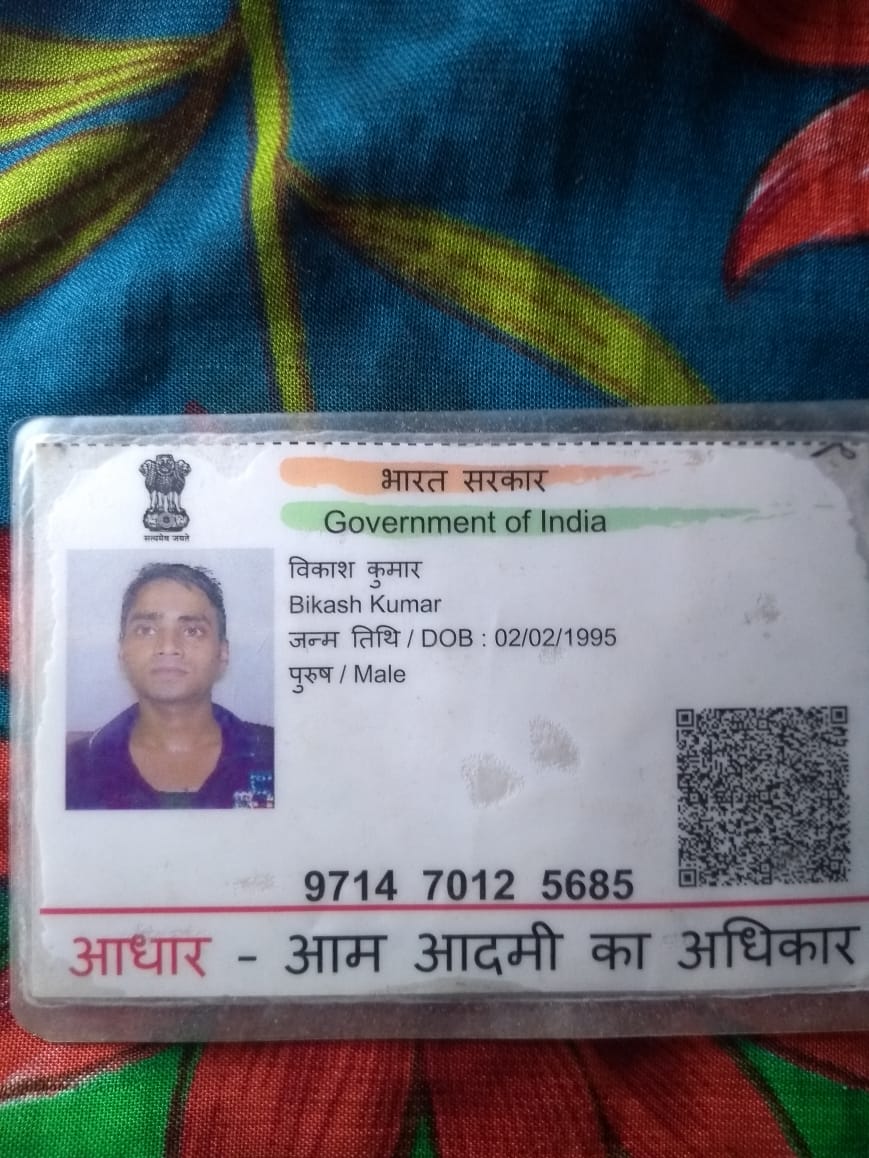 भारत सरकार
Government of India
सत्यमेव जयते
विकाश कुमार
Bikash Kumar
जन्म तिथि / DOB : 02/02/1995
पुरुष / Male
9714 7012 5685
आधार - आम आदमी का अधिकार